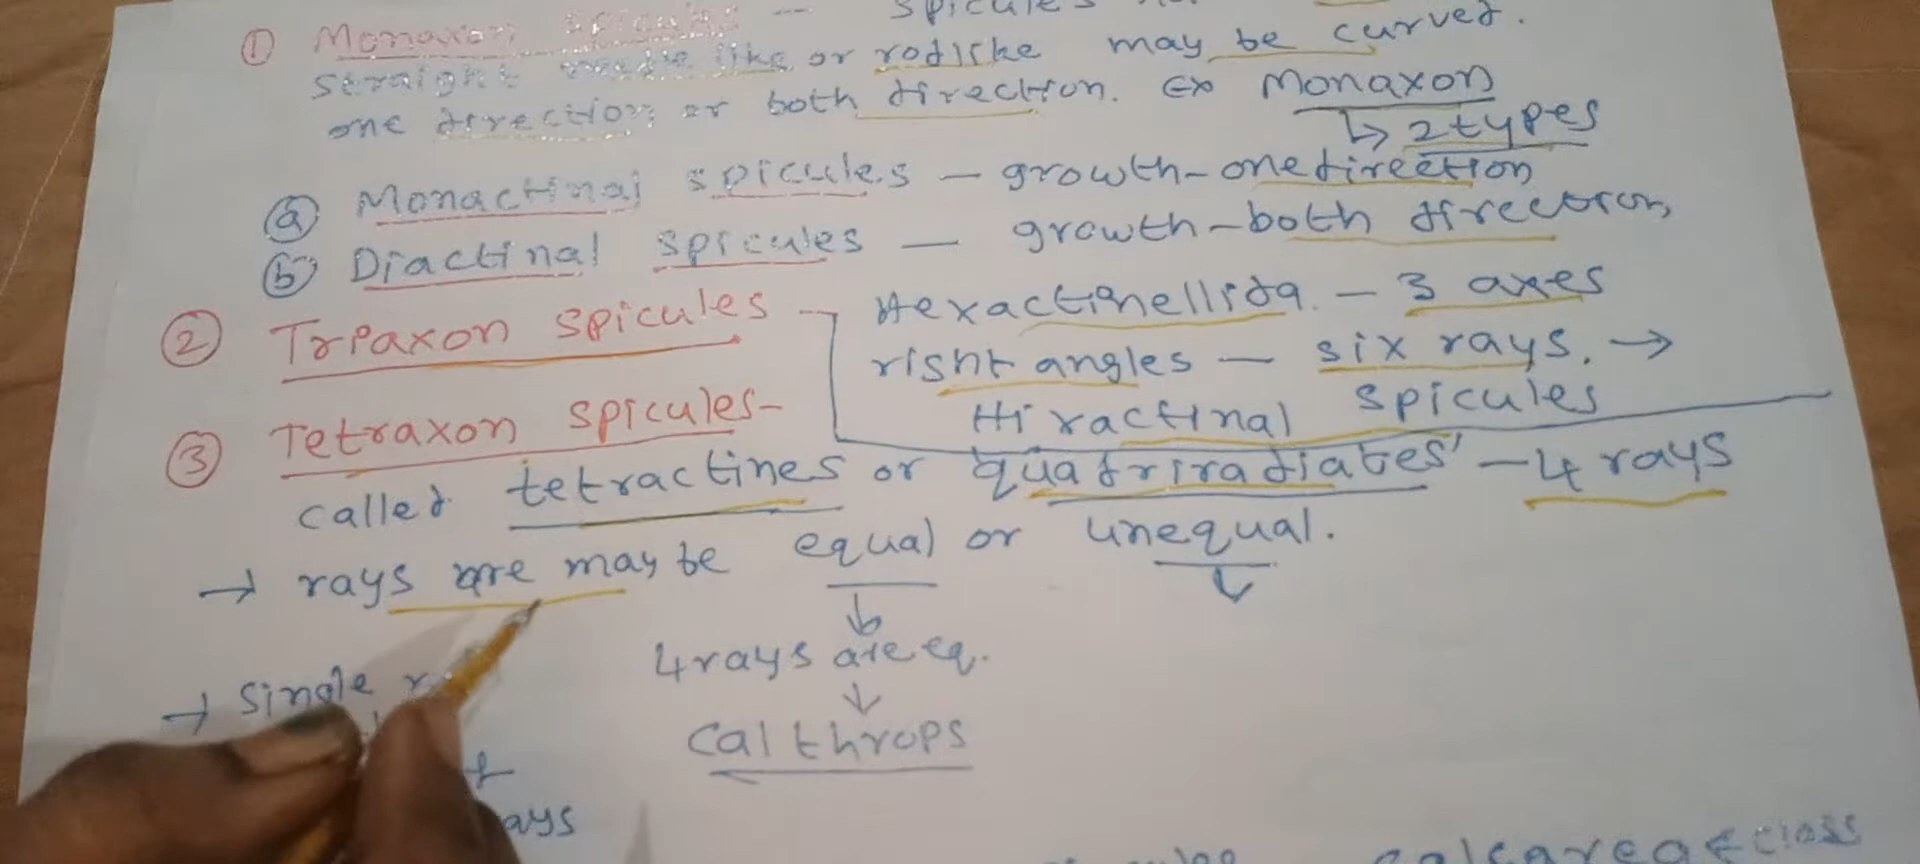 ① Monaxon spicules — spicules
straight needle like or rodlike may be curved.
one direction or both direction. Ex Monaxon
↳ 2 types
ⓐ Monactinal spicules — growth - one direction
ⓑ Diactinal spicules — growth - both direction
② Triaxon spicules — Hexactinellida. — 3 axes
right angles — six rays. →
Hixactinal spicules
③ Tetraxon spicules -
called tetractines or quadriradiates' — 4 rays
→ rays are may be equal or unequal.
↓ ↓
4 rays are eq.
→ single
↓
Calthrops
ays
calcarea class